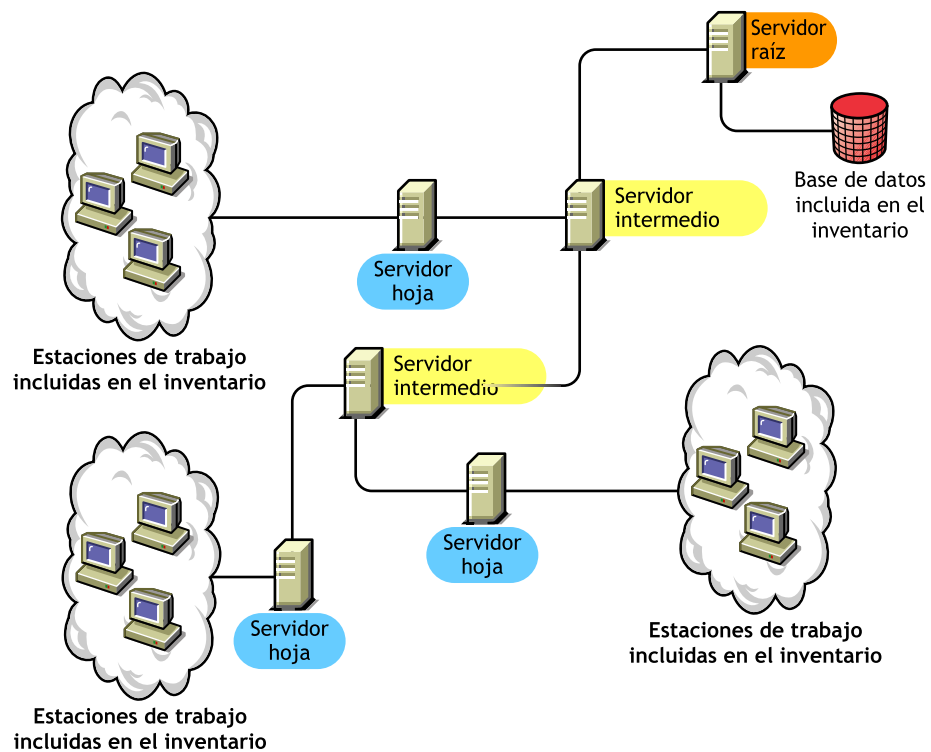 Servidor
raíz
Base de datos
incluida en el
inventario
Servidor
intermedio
Servidor
hoja
Estaciones de trabajo
incluidas en el inventario
Servidor
intermedio
Servidor
hoja
Estaciones de trabajo
incluidas en el inventario
Servidor
hoja
Estaciones de trabajo
incluidas en el inventario